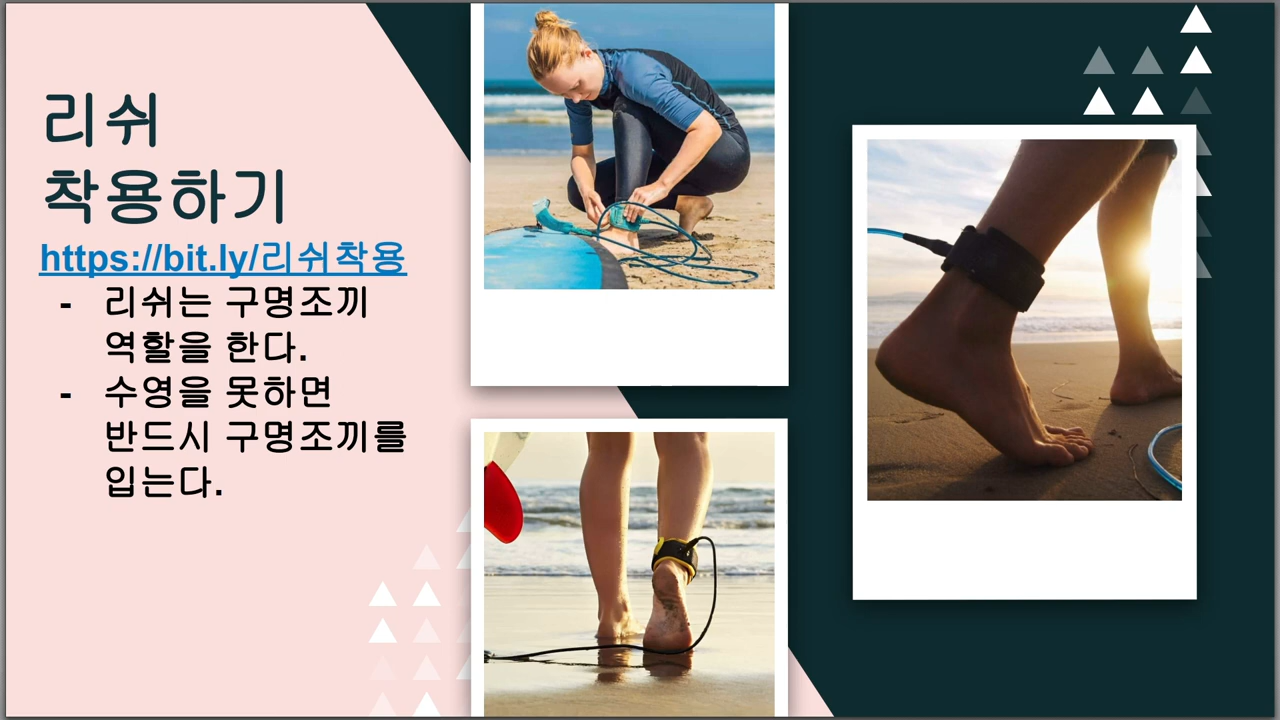 리쉬
착용하기
https://bit.ly/리쉬착용
- 리쉬는 구명조끼
역할을 한다.
- 수영을 못하면
반드시 구명조끼를
입는다.